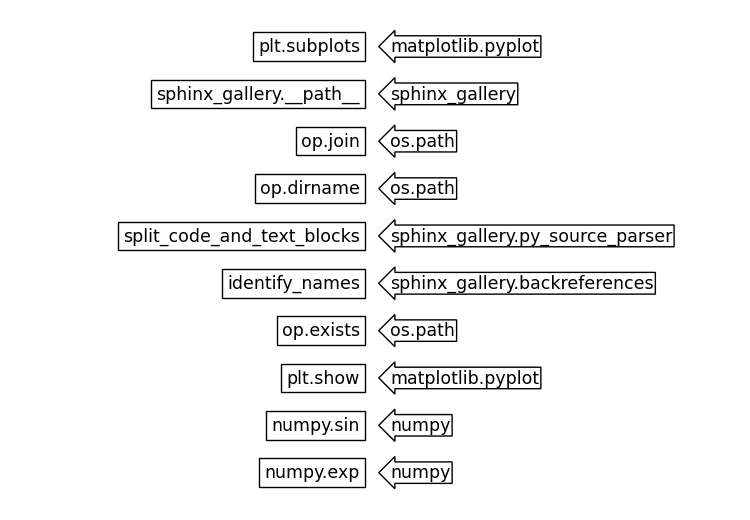 plt.subplots matplotlib.pyplot
sphinx_gallery.__path__ sphinx_gallery
op.join os.path
op.dirname os.path
split_code_and_text_blocks sphinx_gallery.py_source_parser
identify_names sphinx_gallery.backreferences
op.exists os.path
plt.show matplotlib.pyplot
numpy.sin numpy
numpy.exp numpy